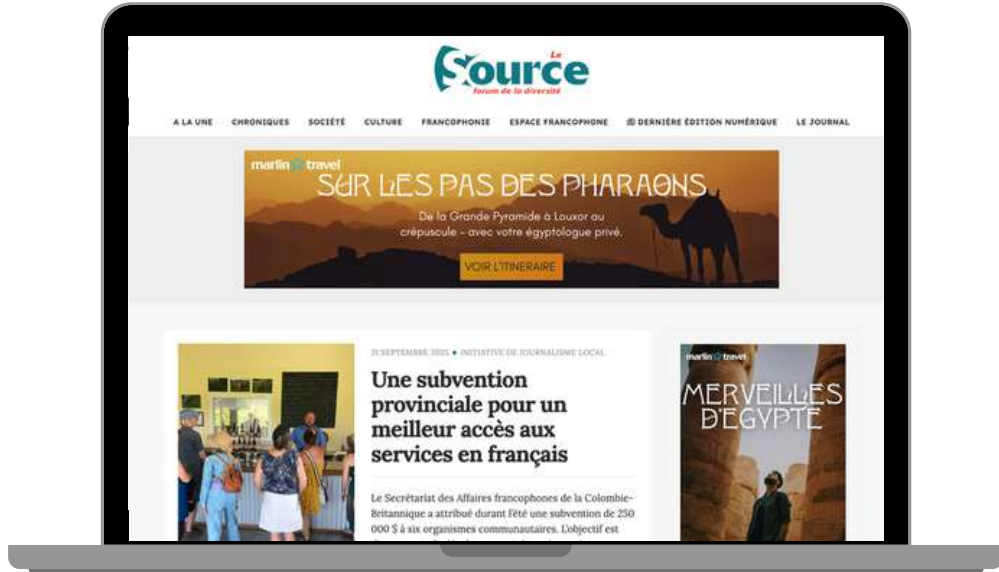 La
Source
forum de la diversité
A LA UNE CHRONIQUES SOCIÉTÉ CULTURE FRANCOPHONIE ESPACE FRANCOPHONE DERNIÈRE ÉDITION NUMÉRIQUE LE JOURNAL
marlin travel
SUR LES PAS DES PHARAONS
De la Grande Pyramide à Louxor au
crépuscule – avec votre égyptologue privé.
VOIR L'ITINERAIRE
21 SEPTEMBRE 2025 • INITIATIVE DE JOURNALISME LOCAL
Une subvention
provinciale pour un
meilleur accès aux
services en français
Le Secrétariat des Affaires francophones de la Colombie-
Britannique a attribué durant l'été une subvention de 250
000 $ à six organismes communautaires. L'objectif est
marlin travel
MERVEILLES
D'EGYPTE